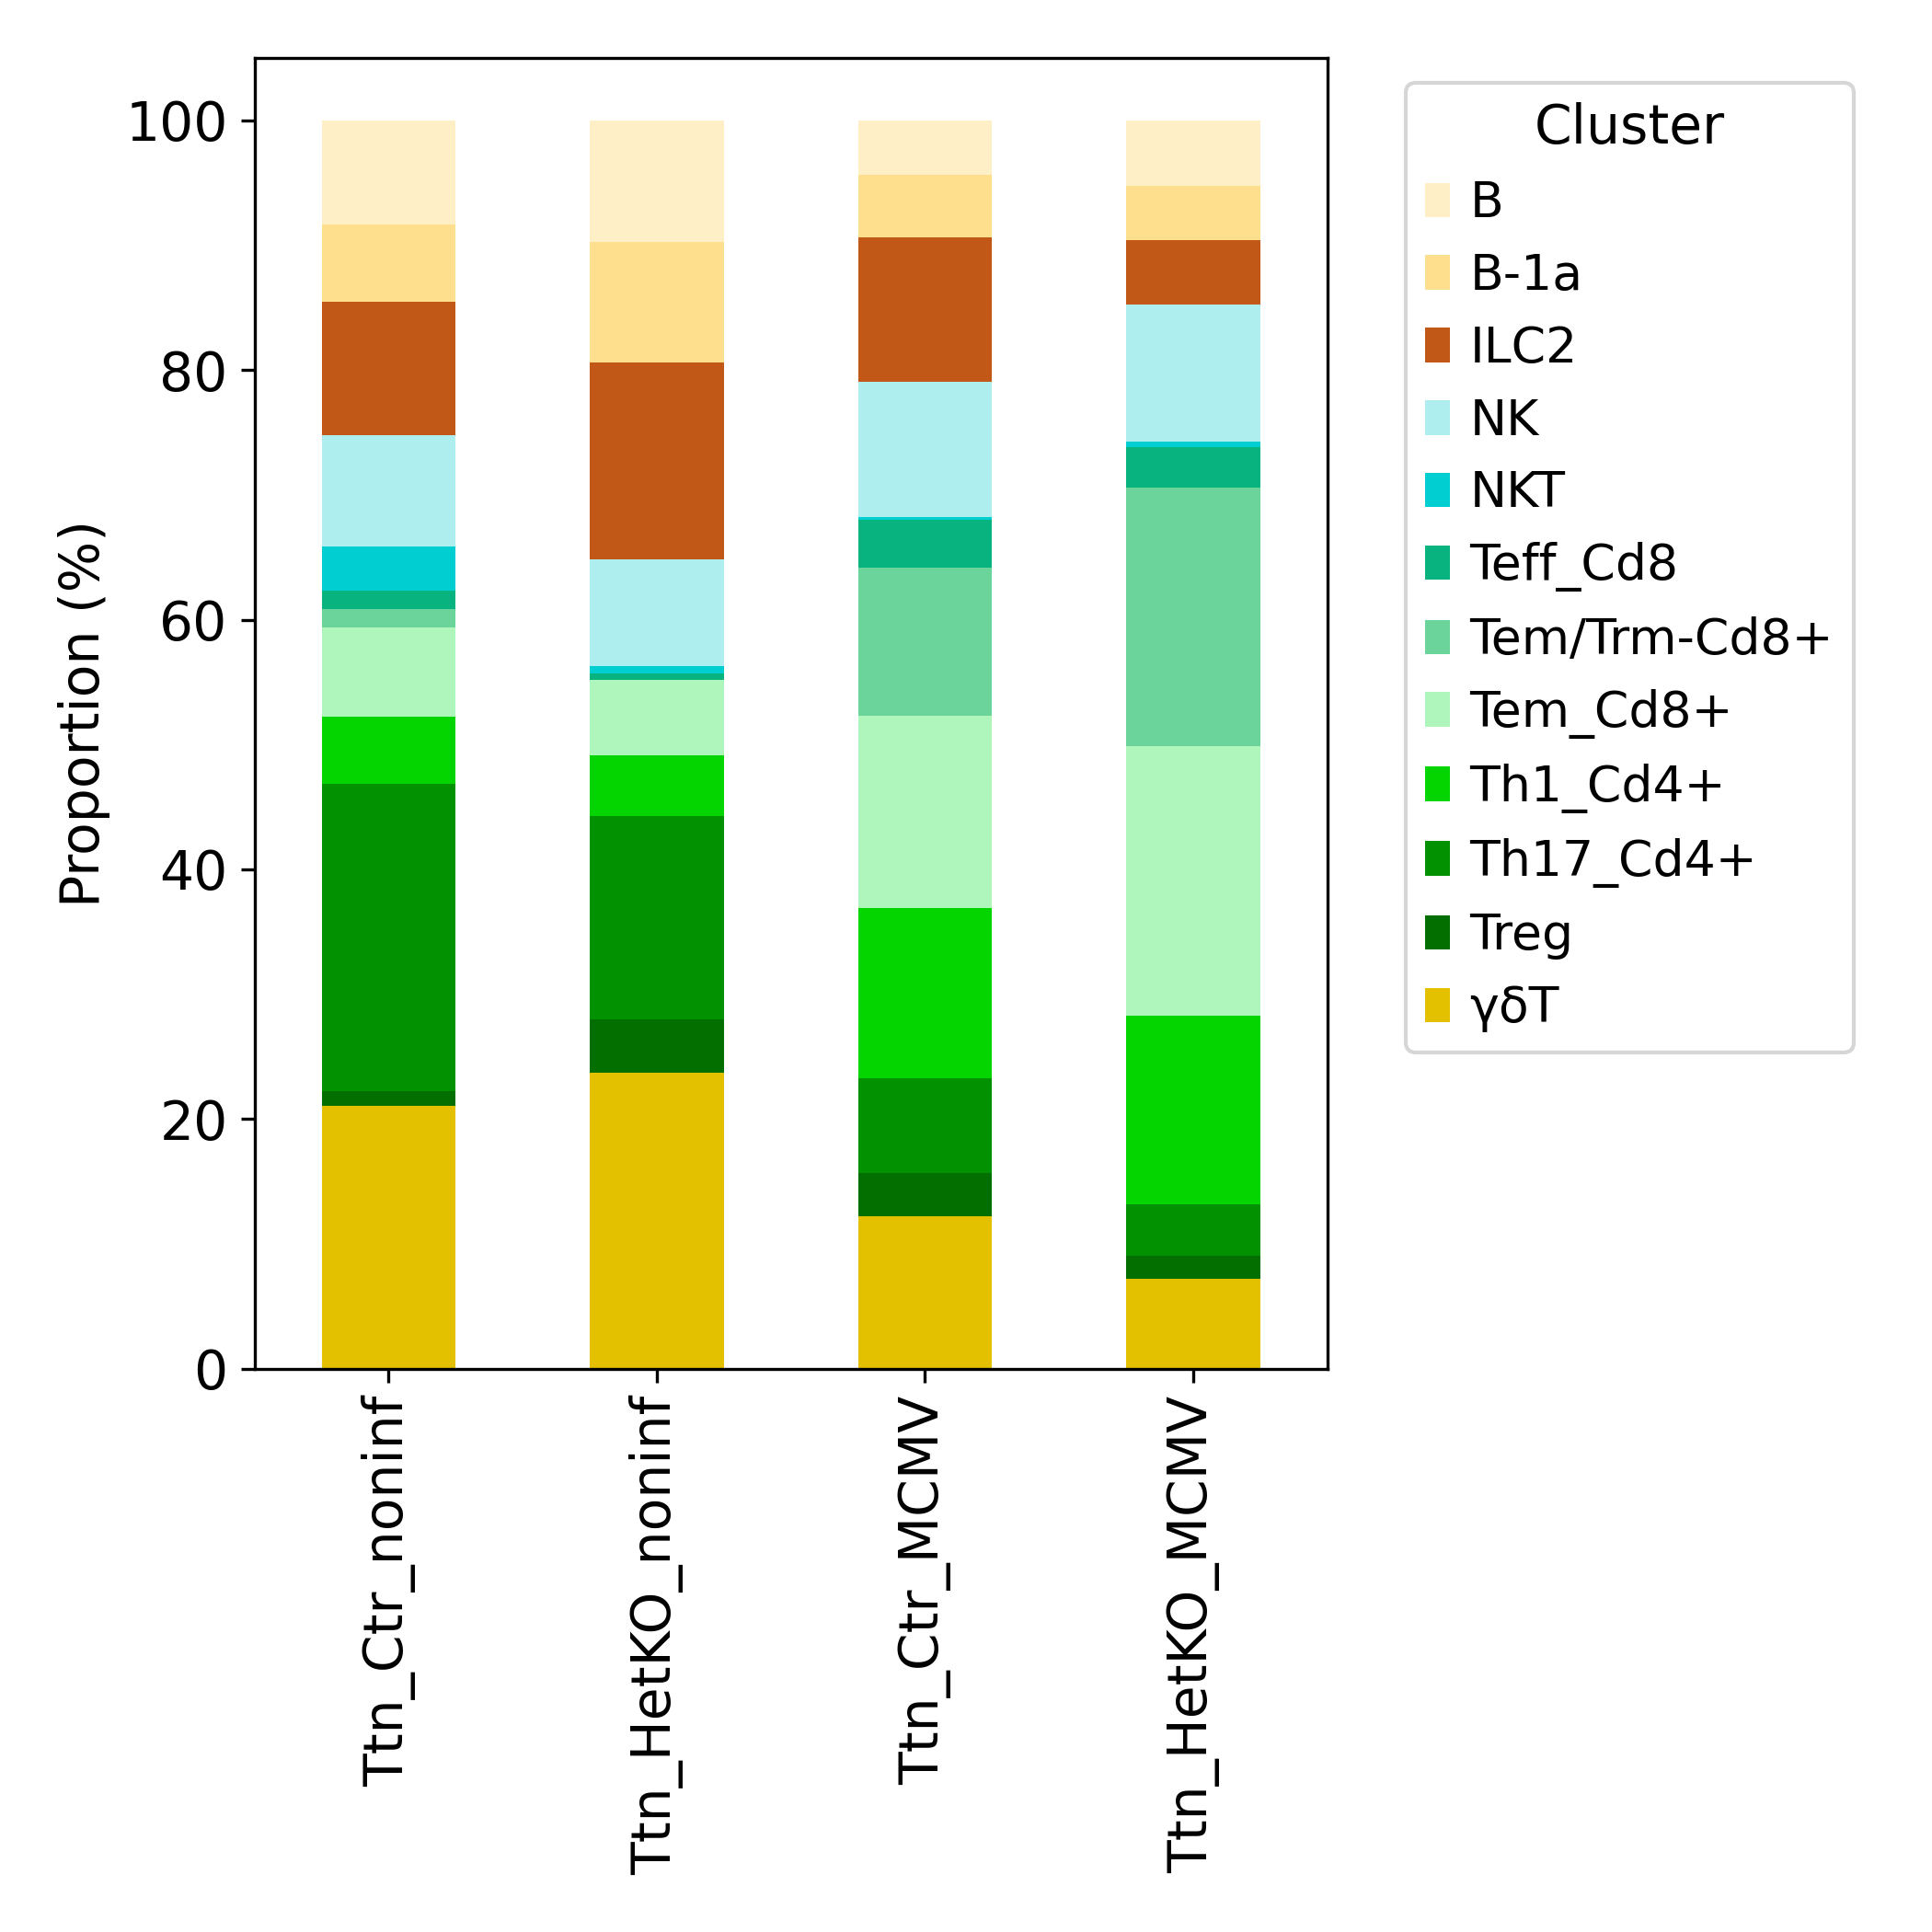 Proportion (%)
100
80
60
40
20
0
Ttn_Ctr_noninf
Ttn_HetKO_noninf
Ttn_Ctr_MCMV
Ttn_HetKO_MCMV
Cluster
B
B-1a
ILC2
NK
NKT
Teff_Cd8
Tem/Trm-Cd8+
Tem_Cd8+
Th1_Cd4+
Th17_Cd4+
Treg
γδT